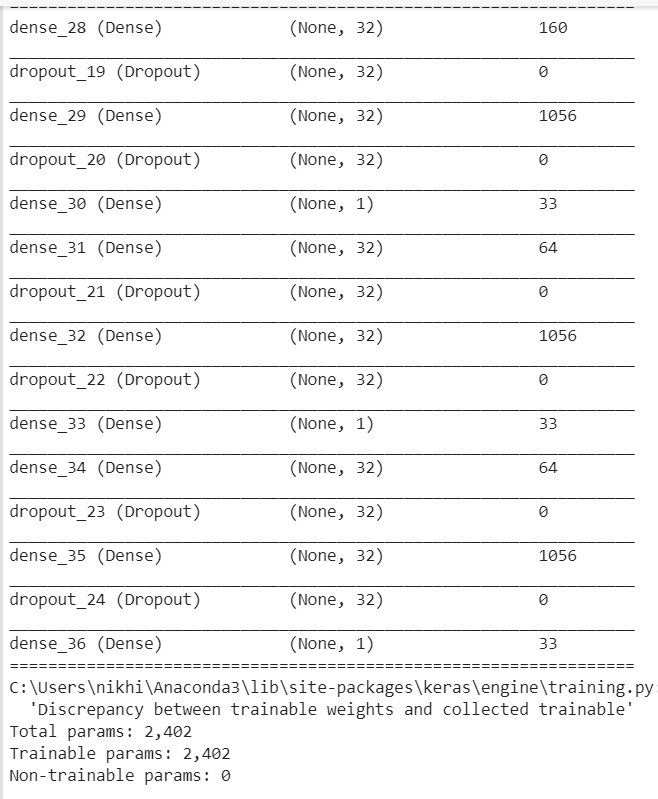 =================================================================
dense_28 (Dense) (None, 32) 160
_________________________________________________________________
dropout_19 (Dropout) (None, 32) 0
_________________________________________________________________
dense_29 (Dense) (None, 32) 1056
_________________________________________________________________
dropout_20 (Dropout) (None, 32) 0
_________________________________________________________________
dense_30 (Dense) (None, 1) 33
_________________________________________________________________
dense_31 (Dense) (None, 32) 64
_________________________________________________________________
dropout_21 (Dropout) (None, 32) 0
_________________________________________________________________
dense_32 (Dense) (None, 32) 1056
_________________________________________________________________
dropout_22 (Dropout) (None, 32) 0
_________________________________________________________________
dense_33 (Dense) (None, 1) 33
_________________________________________________________________
dense_34 (Dense) (None, 32) 64
_________________________________________________________________
dropout_23 (Dropout) (None, 32) 0
_________________________________________________________________
dense_35 (Dense) (None, 32) 1056
_________________________________________________________________
dropout_24 (Dropout) (None, 32) 0
_________________________________________________________________
dense_36 (Dense) (None, 1) 33
=================================================================
C:\Users\nikhi\Anaconda3\lib\site-packages\keras\engine\training.py:
'Discrepancy between trainable weights and collected trainable'
Total params: 2,402
Trainable params: 2,402
Non-trainable params: 0